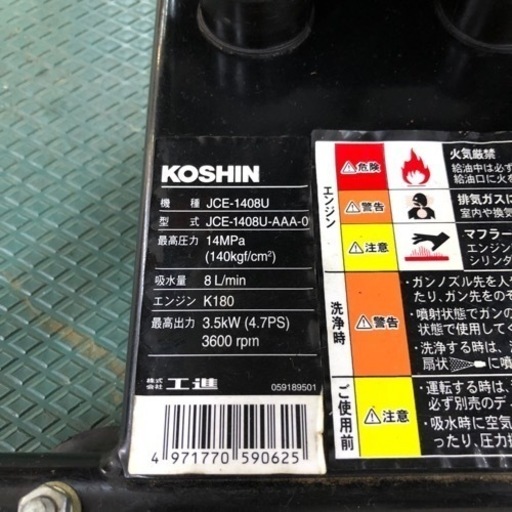 KOSHIN
機種 JCE-1408U
型式 JCE-1408U-AAA-0
最高圧力 14MPa
(140kgf/cm²)
吸水量 8 L/min
エンジン K180
最高出力 3.5kW (4.7PS)
3600 rpm
株式会社 工進 059189501
4 971770 590625
エンジン
危険
火気厳禁
給油中は必
給油口に火を
警告
排気ガスに
室内や換
注意
マフラー
エンジン
シリンダ
洗浄時
警告
・ガンノズル先を人や
たり、ガン先をのぞ
・噴射状態でガンの
状態で使用してく
・洗浄する時は、
扇状 に噴
ご使用前
注意
・運転する時は、
必ず別売のデ
・吸水時に空気
ったり、圧力